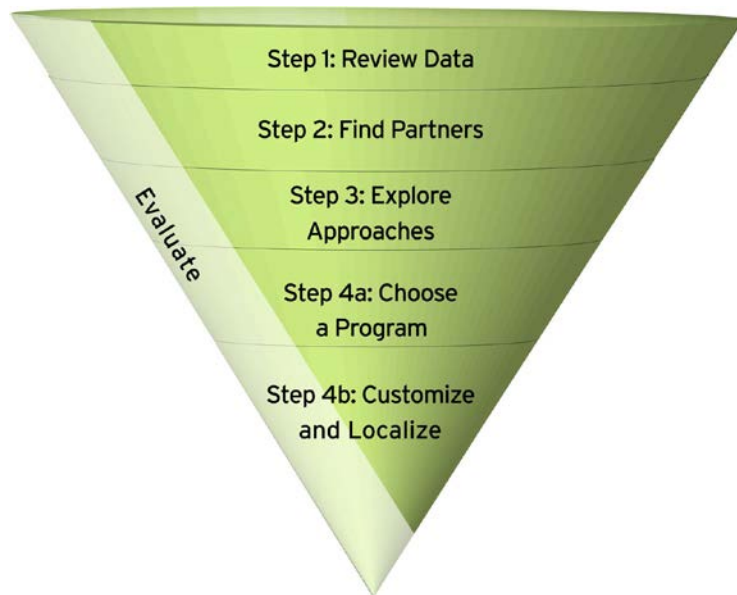 Step 1: Review Data
Step 2: Find Partners
Step 3: Explore
Approaches
Evaluate
Step 4a: Choose
a Program
Step 4b: Customize
and Localize